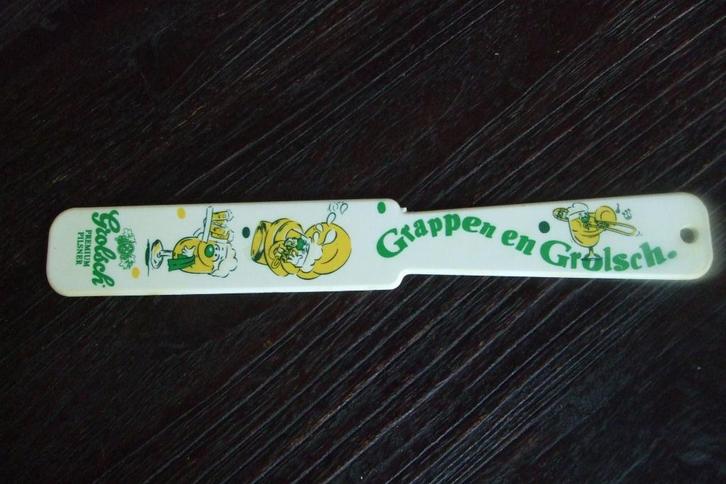 Grolsch
PREMIUM
PILSNER
Grappen en Grolsch.